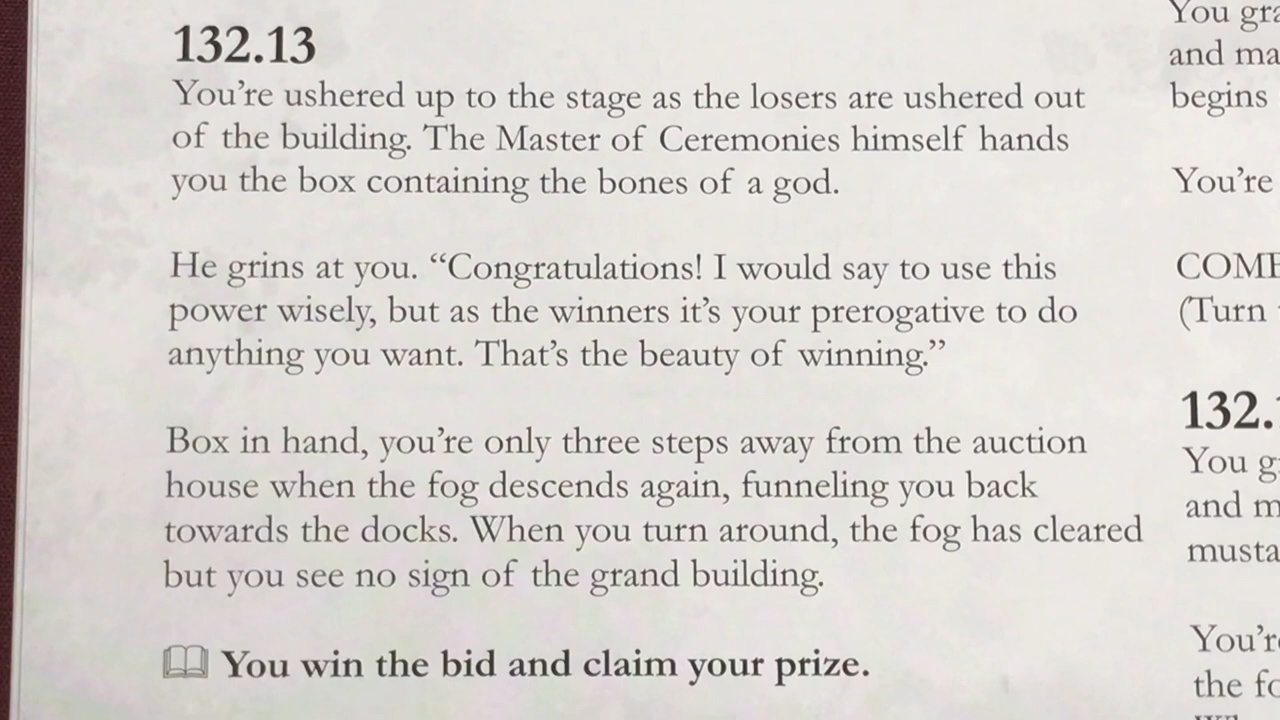 132.13
You're ushered up to the stage as the losers are ushered out
of the building. The Master of Ceremonies himself hands
you the box containing the bones of a god.
He grins at you. “Congratulations! I would say to use this
power wisely, but as the winners it's your prerogative to do
anything you want. That's the beauty of winning.”
Box in hand, you're only three steps away from the auction
house when the fog descends again, funneling you back
towards the docks. When you turn around, the fog has cleared
but you see no sign of the grand building.
You win the bid and claim your prize.
You
and
begins
You're
(Turn
132.
You
and
You're
the